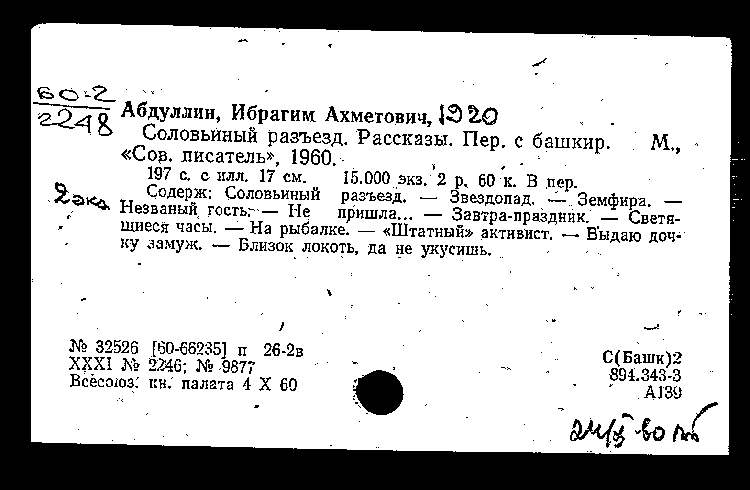 60-2
2248
Абдуллин, Ибрагим Ахметович, 1920
Соловьиный разъезд. Рассказы. Пер. с башкир. М.,
«Сов. писатель», 1960.
197 с. с илл. 17 см. 15.000 экз. 2 р. 60 к. В пер.
2 экз.
Содерж: Соловьиный разъезд. — Звездопад. — Земфира. —
Незваный гость. — Не пришла... — Завтра-праздник. — Светя-
щиеся часы. — На рыбалке. — «Штатный» активист. — Выдаю доч-
ку замуж. — Близок локоть, да не укусишь.
№ 32526 [60-66235] п 26-2в
XXXI № 2246; № 9877
Всесоюз. кн. палата 4 X 60
С(Башк)2
894.343-3
А139